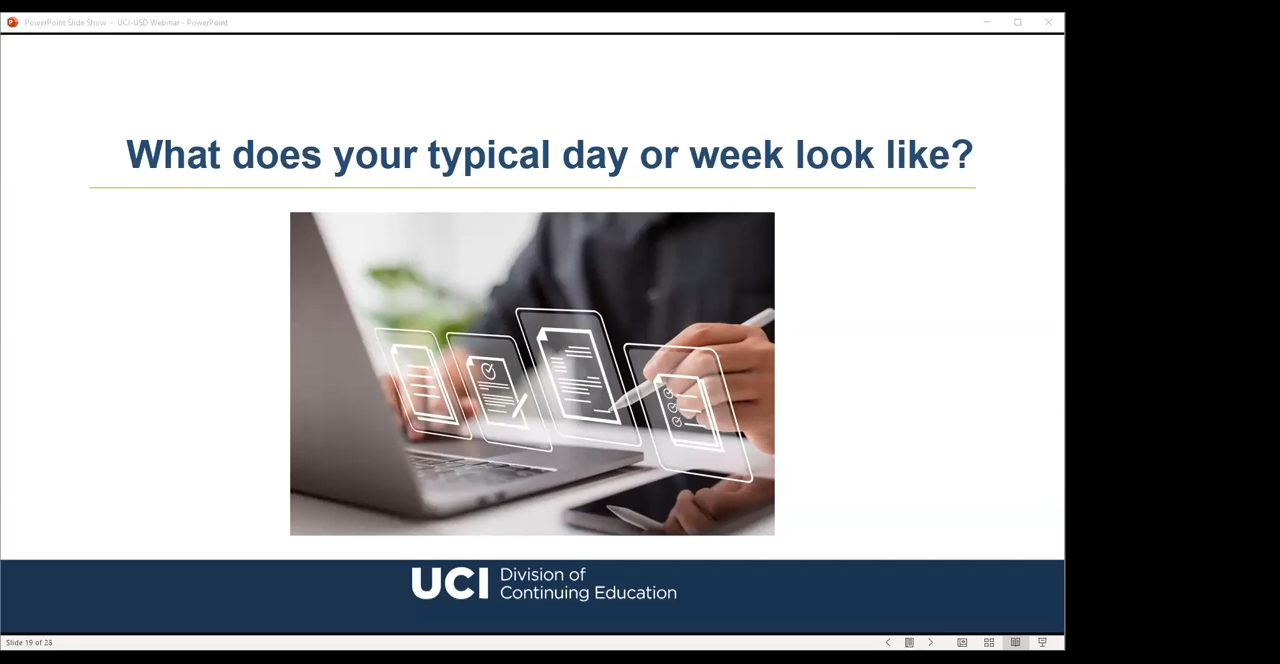 PowerPoint Slide Show - UCI-USD Webinar - PowerPoint
What does your typical day or week look like?
UCI Division of
Continuing Education
Slide 19 of 28